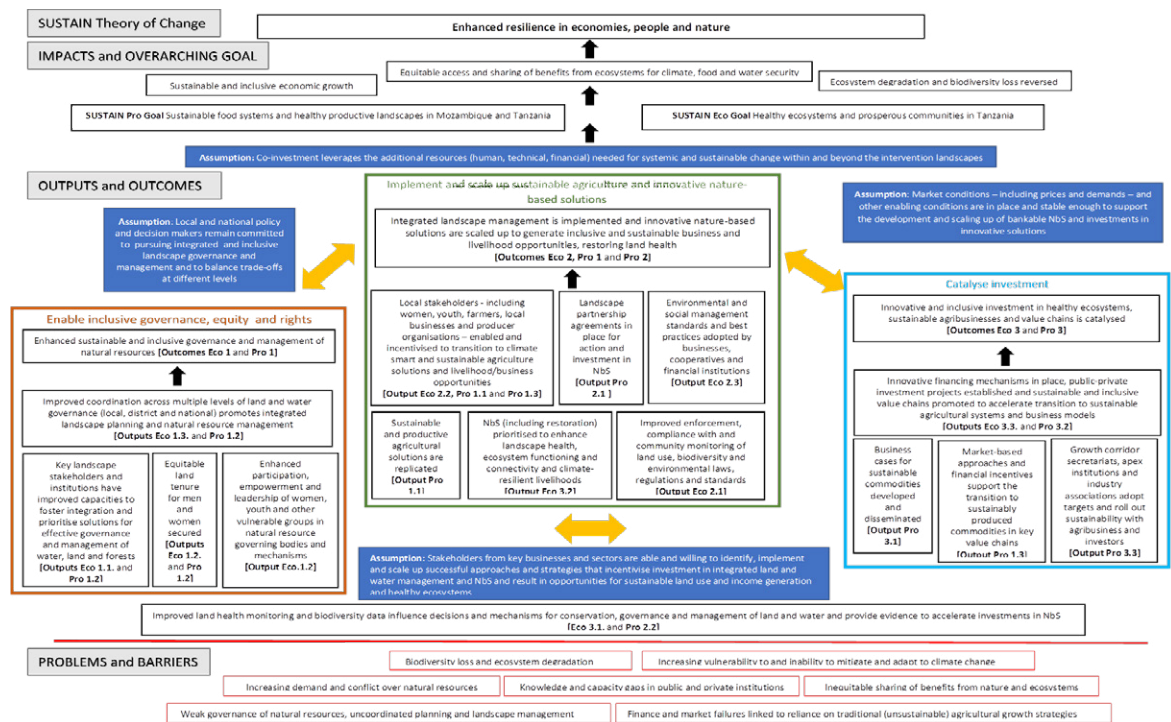 SUSTAIN Theory of Change
Enhanced resilience in economies, people and nature
IMPACTS and OVERARCHING GOAL
Equitable access and sharing of benefits from ecosystems for climate, food and water security
Sustainable and inclusive economic growth
Ecosystem degradation and biodiversity loss reversed
SUSTAIN Pro Goal Sustainable food systems and healthy productive landscapes in Mozambique and Tanzania
SUSTAIN Eco Goal Healthy ecosystems and prosperous communities in Tanzania
Assumption: Co-investment leverages the additional resources (human, technical, financial) needed for systemic and sustainable change within and beyond the intervention landscapes
OUTPUTS and OUTCOMES
Assumption: Local and national policy
and decision makers remain committed
to pursuing integrated and inclusive
landscape governance and
management and to balance trade-offs
at different levels
Implement and scale up sustainable agriculture and innovative nature-
based solutions
Integrated landscape management is implemented and innovative nature-based
solutions are scaled up to generate inclusive and sustainable business and
livelihood opportunities, restoring land health
[Outcomes Eco 2, Pro 1 and Pro 2]
Assumption: Market conditions – including prices and demands – and
other enabling conditions are in place and stable enough to support
the development and scaling up of bankable NbS and investments in
innovative solutions
Local stakeholders - including
women, youth, farmers, local
businesses and producer
organisations – enabled and
incentivised to transition to climate
smart and sustainable agriculture
solutions and livelihood/business
opportunities
[Output Eco 2.2, Pro 1.1 and Pro 1.3]
Landscape
partnership
agreements in
place for
action and
investment in
NbS
[Output Pro
2.1 ]
Environmental and
social management
standards and best
practices adopted by
businesses,
cooperatives and
financial institutions
[Output Eco 2.3]
Sustainable
and productive
agricultural
solutions are
replicated
[Output Pro
1.1]
NbS (including restoration)
prioritised to enhance
landscape health,
ecosystem functioning and
connectivity and climate-
resilient livelihoods
[Output Eco 3.2]
Improved enforcement,
compliance with and
community monitoring of
land use, biodiversity and
environmental laws,
regulations and standards
[Output Eco 2.1]
Enable inclusive governance, equity and rights
Enhanced sustainable and inclusive governance and management of
natural resources [Outcomes Eco 1 and Pro 1]
Improved coordination across multiple levels of land and water
governance (local, district and national) promotes integrated
landscape planning and natural resource management
[Outputs Eco 1.3. and Pro 1.2]
Key landscape
stakeholders and
institutions have
improved capacities to
foster integration and
prioritise solutions for
effective governance
and management of
water, land and forests
[Outputs Eco 1.1. and
Pro 1.2]
Equitable
land
tenure for
men and
women
secured
[Outputs
Eco 1.2.
and Pro
1.2]
Enhanced
participation,
empowerment and
leadership of women,
youth and other
vulnerable groups in
natural resource
governing bodies and
mechanisms
[Output Eco.1.2]
Catalyse investment
Innovative and inclusive investment in healthy ecosystems,
sustainable agribusinesses and value chains is catalysed
[Outcomes Eco 3 and Pro 3]
Innovative financing mechanisms in place, public-private
investment projects established and sustainable and inclusive
value chains promoted to accelerate transition to sustainable
agricultural systems and business models
[Outputs Eco 3.3. and Pro 3.2]
Business
cases for
sustainable
commodities
developed
and
disseminated
[Output Pro
3.1]
Market-based
approaches and
financial incentives
support the
transition to
sustainably
produced
commodities in key
value chains
[Output Pro 1.3]
Growth corridor
secretariats, apex
institutions and
industry
associations adopt
targets and roll out
sustainability with
agribusiness and
investors
[Output Pro 3.3]
Assumption: Stakeholders from key businesses and sectors are able and willing to identify, implement
and scale up successful approaches and strategies that incentivise investment in integrated land and
water management and NbS and result in opportunities for sustainable land use and income generation
and healthy ecosystems
Improved land health monitoring and biodiversity data influence decisions and mechanisms for conservation, governance and management of land and water and provide evidence to accelerate investments in NbS
[Eco 3.1. and Pro 2.2]
PROBLEMS and BARRIERS
Biodiversity loss and ecosystem degradation
Increasing vulnerability to and inability to mitigate and adapt to climate change
Increasing demand and conflict over natural resources
Knowledge and capacity gaps in public and private institutions
Inequitable sharing of benefits from nature and ecosystems
Weak governance of natural resources, uncoordinated planning and landscape management
Finance and market failures linked to reliance on traditional (unsustainable) agricultural growth strategies